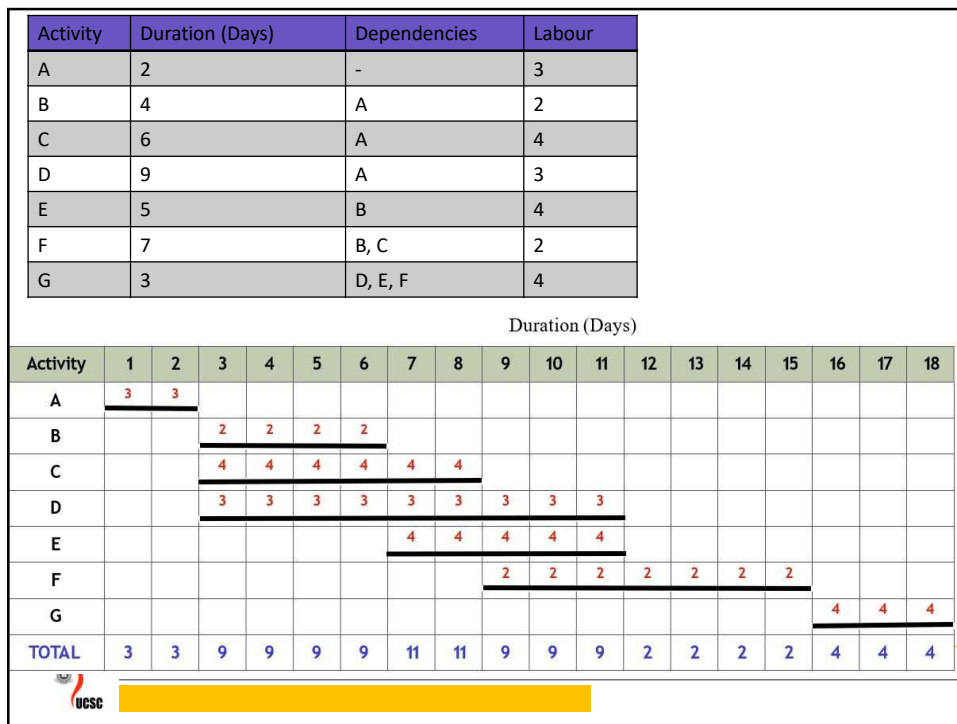 Activity Duration (Days) Dependencies Labour
A 2 - 3
B 4 A 2
C 6 A 4
D 9 A 3
E 5 B 4
F 7 B, C 2
G 3 D, E, F 4
Duration (Days)
Activity 1 2 3 4 5 6 7 8 9 10 11 12 13 14 15 16 17 18
A 3 3
B 2 2 2 2
C 4 4 4 4 4 4
D 3 3 3 3 3 3 3 3 3
E 4 4 4 4 4
F 2 2 2 2 2 2 2
G 4 4 4
TOTAL 3 3 9 9 9 9 11 11 9 9 9 2 2 2 2 4 4 4
UCSC